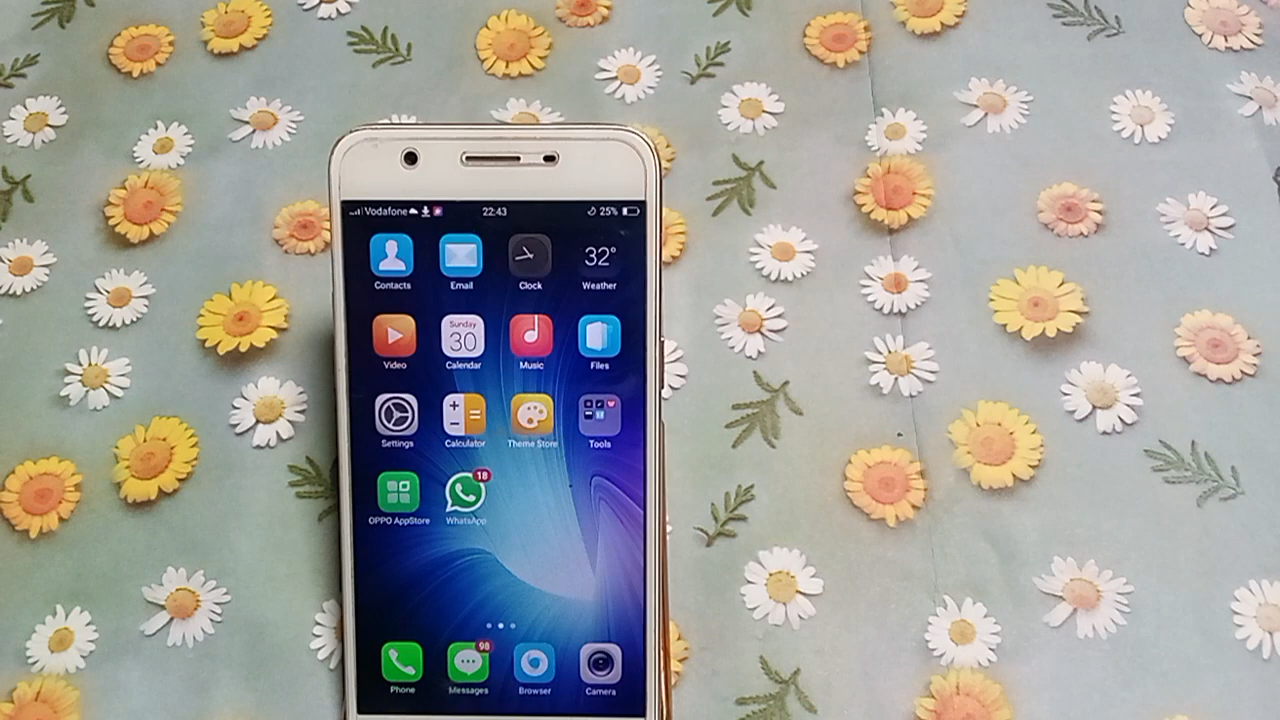 Vodafone 22:43 25%
32°
Contacts Email Clock Weather
Sunday
30
Video Calendar Music Files
Settings Calculator Theme Store Tools
18
OPPO AppStore WhatsApp
98
Phone Messages Browser Camera